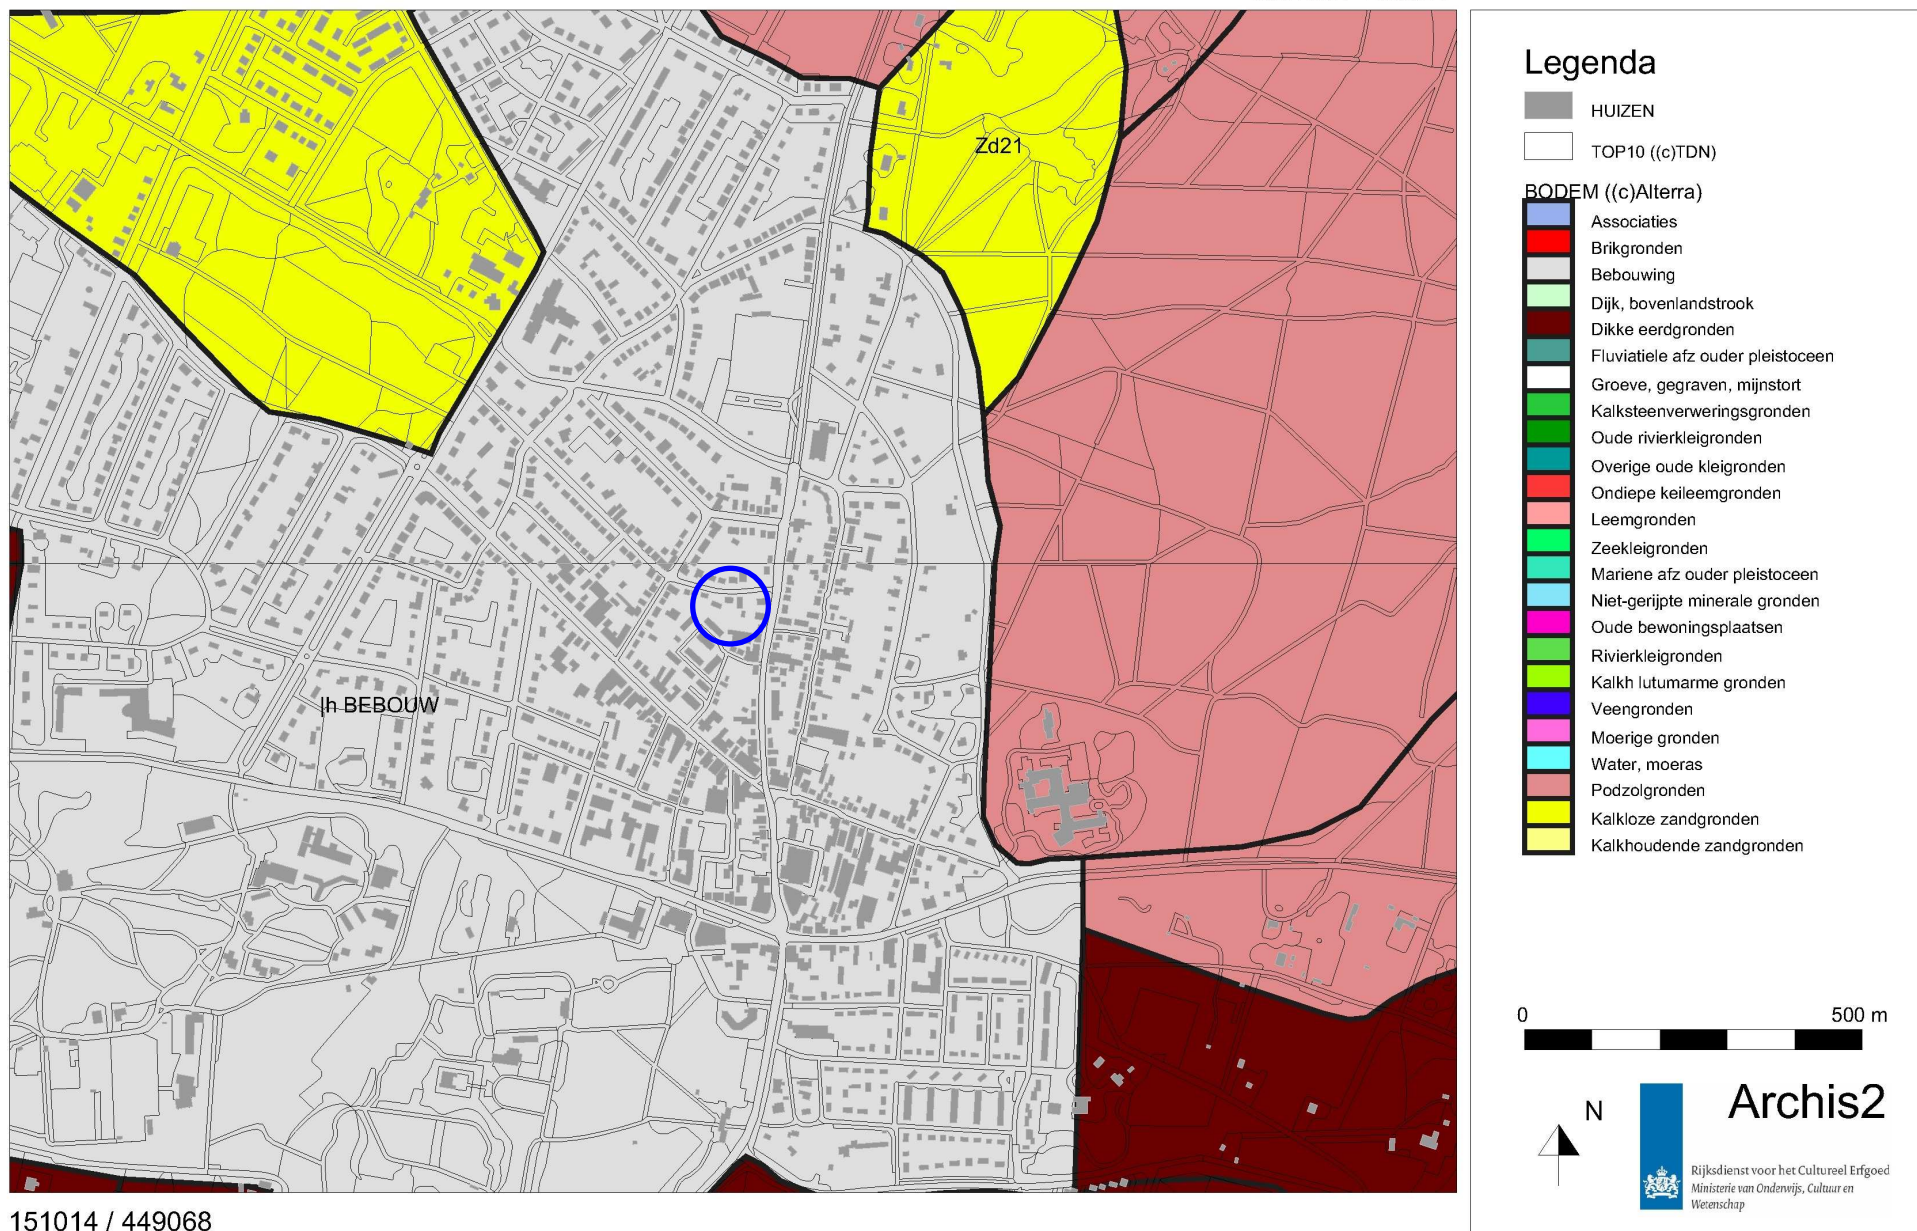 Zd21
|h BEBOUW
151014 / 449068
Legenda
HUIZEN
TOP10 ((c)TDN)
BODEM ((c)Alterra)
Associaties
Brikgronden
Bebouwing
Dijk, bovenlandstrook
Dikke eerdgronden
Fluviatiele afz ouder pleistoceen
Groeve, gegraven, mijnstort
Kalksteenverweringsgronden
Oude rivierkleigronden
Overige oude kleigronden
Ondiepe keileemgronden
Leemgronden
Zeekleigronden
Mariene afz ouder pleistoceen
Niet-gerijpte minerale gronden
Oude bewoningsplaatsen
Rivierkleigronden
Kalkh lutumarme gronden
Veengronden
Moerige gronden
Water, moeras
Podzolgronden
Kalkloze zandgronden
Kalkhoudende zandgronden
0 500 m
N
Archis2
Rijksdienst voor het Cultureel Erfgoed
Ministerie van Onderwijs, Cultuur en
Wetenschap